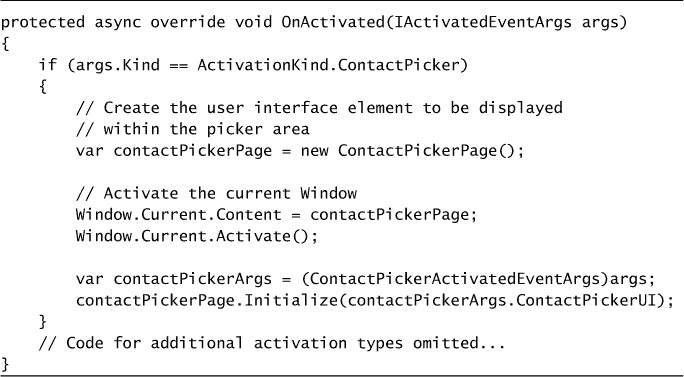 protected async override void OnActivated(IActivatedEventArgs args)
{
    if (args.Kind == ActivationKind.ContactPicker)
    {
        // Create the user interface element to be displayed
        // within the picker area
        var contactPickerPage = new ContactPickerPage();

        // Activate the current Window
        Window.Current.Content = contactPickerPage;
        Window.Current.Activate();

        var contactPickerArgs = (ContactPickerActivatedEventArgs)args;
        contactPickerPage.Initialize(contactPickerArgs.ContactPickerUI);
    }
    // Code for additional activation types omitted...
}